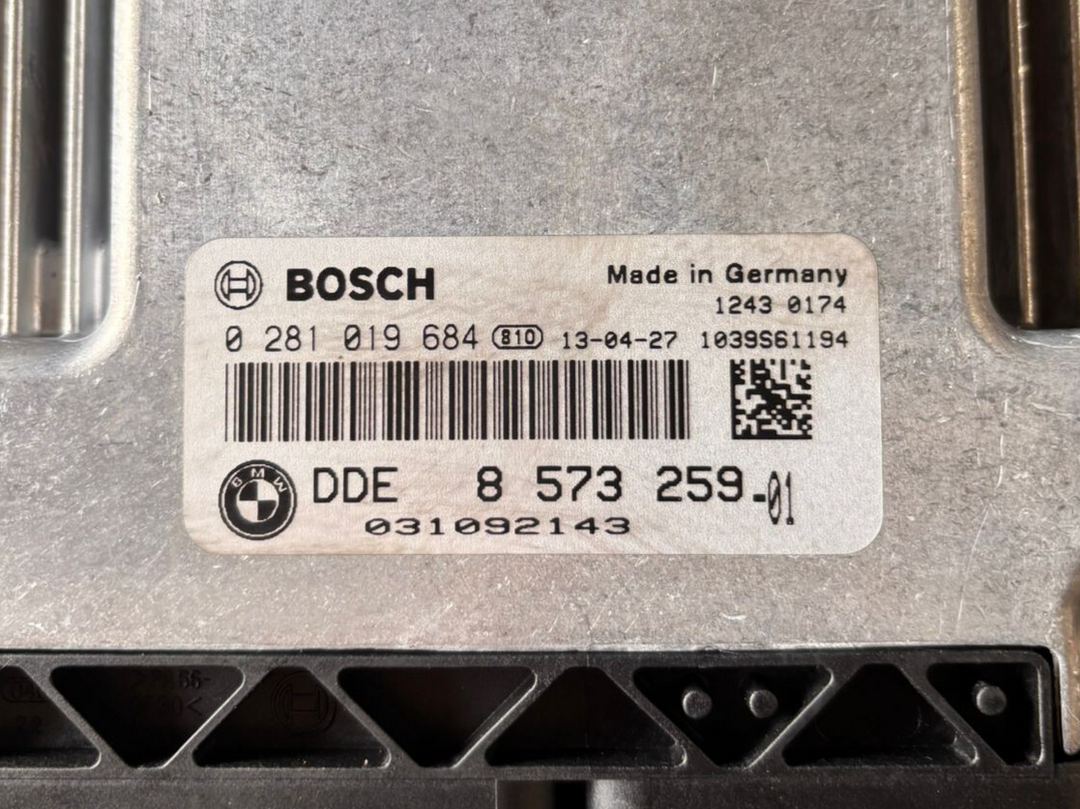 BOSCH
Made in Germany
1243 0174
0 281 019 684 810 13-04-27 1039S61194
BMW
DDE 8 573 259-01
031092143